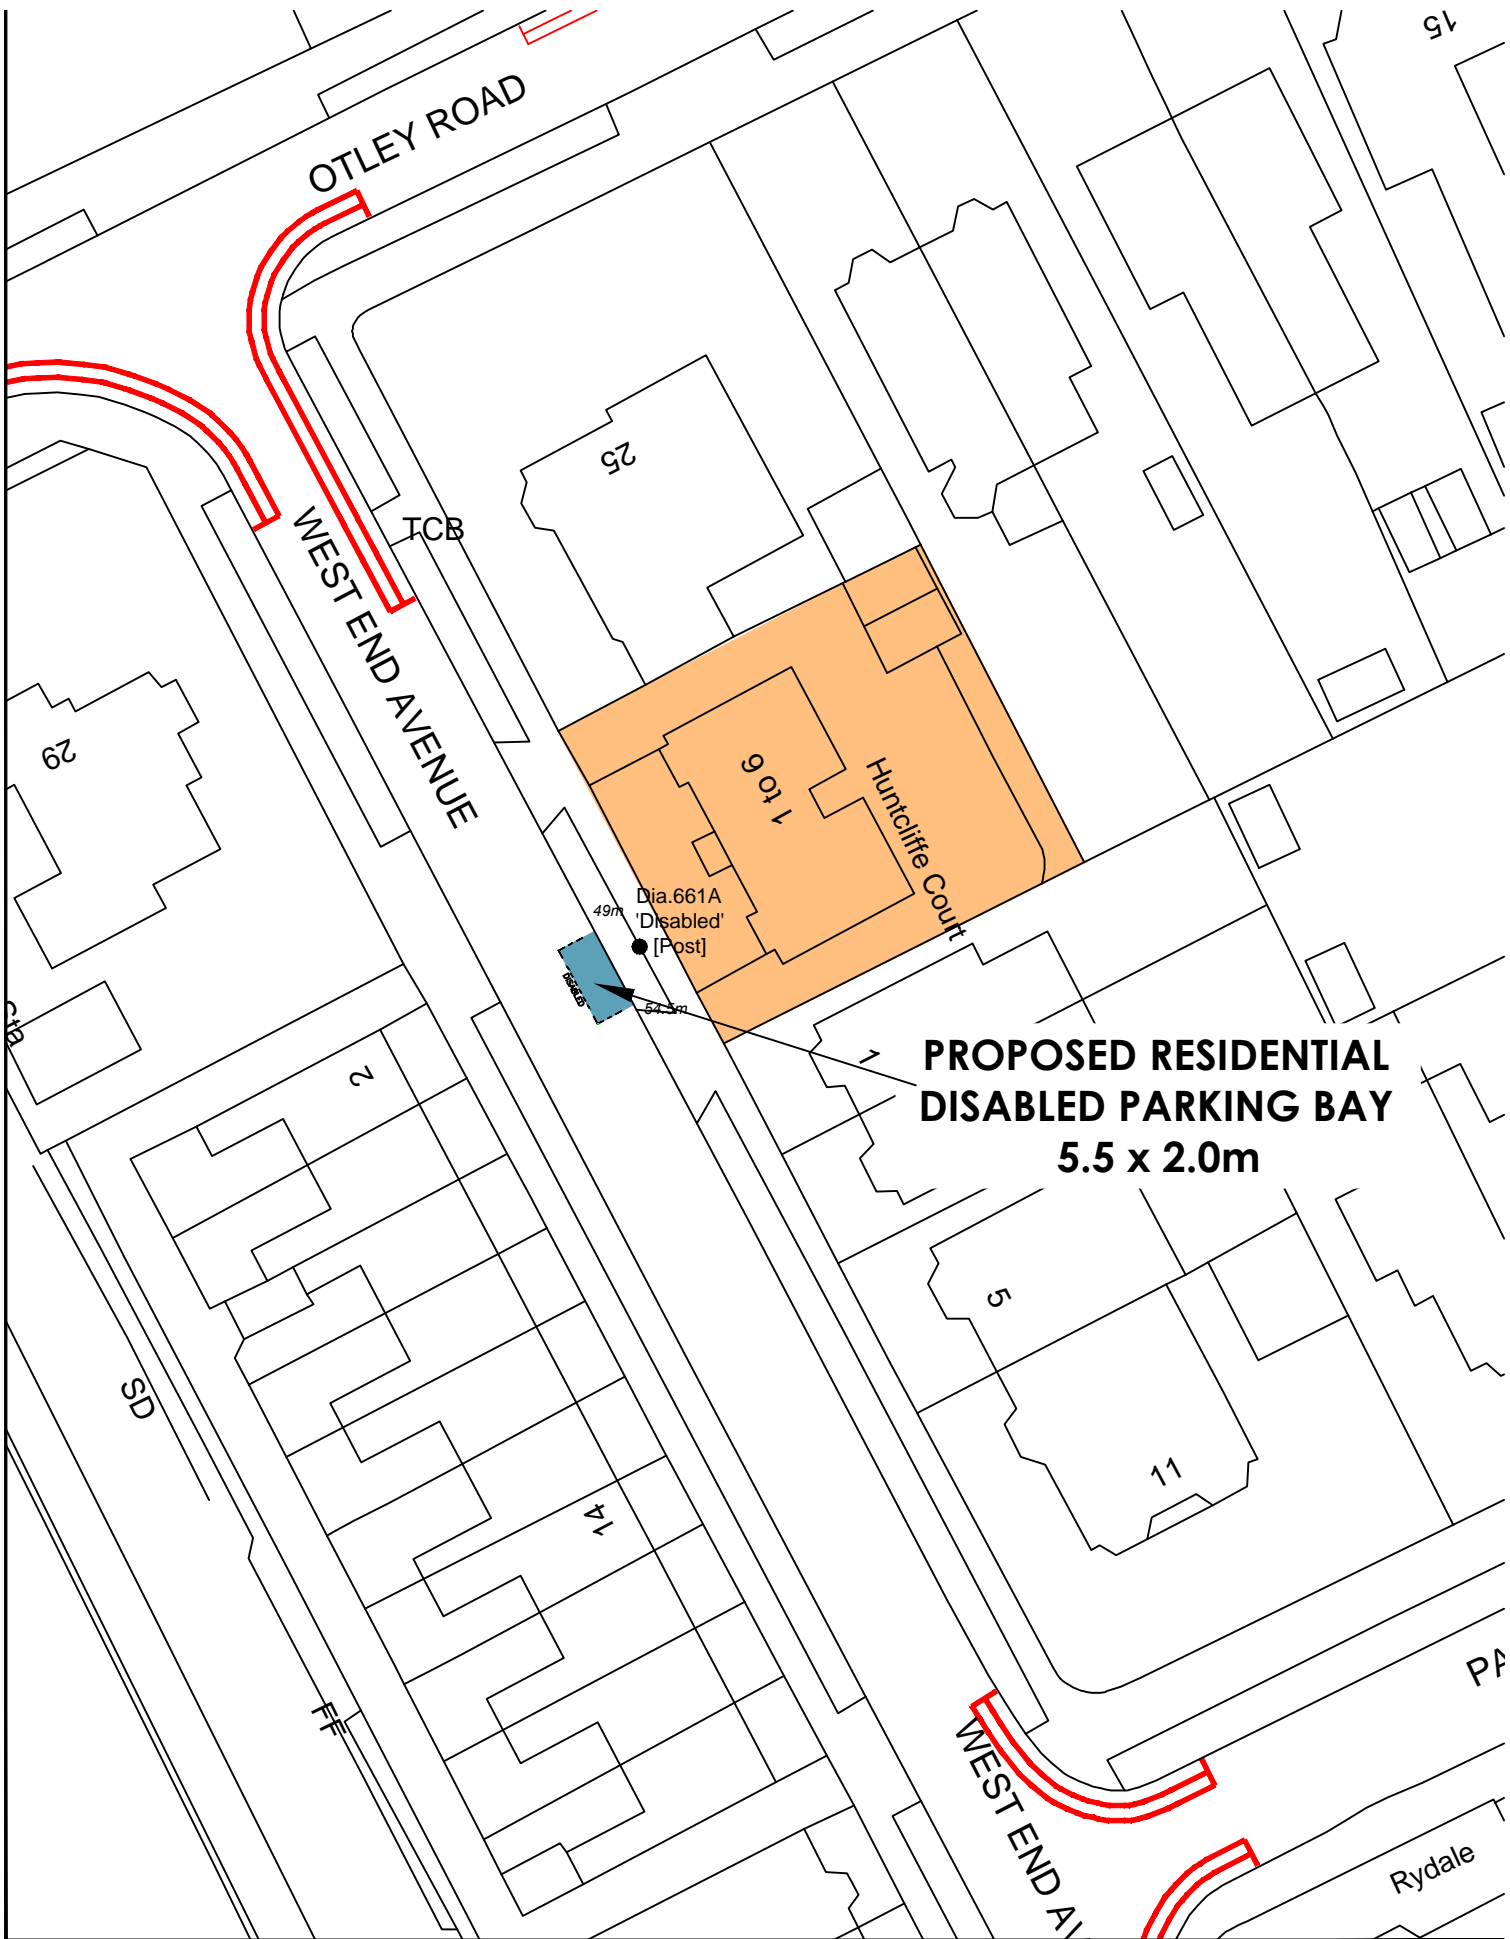 15
OTLEY ROAD
25
TCB
WEST END AVENUE
29
1 to 6
Huntcliffe Court
Dia.661A
49m
'Disabled'
[Post]
DISABLED
54.5m
1
PROPOSED RESIDENTIAL
DISABLED PARKING BAY
5.5 x 2.0m
2
5
SD
11
14
PA
FF
WEST END AV
Rydale